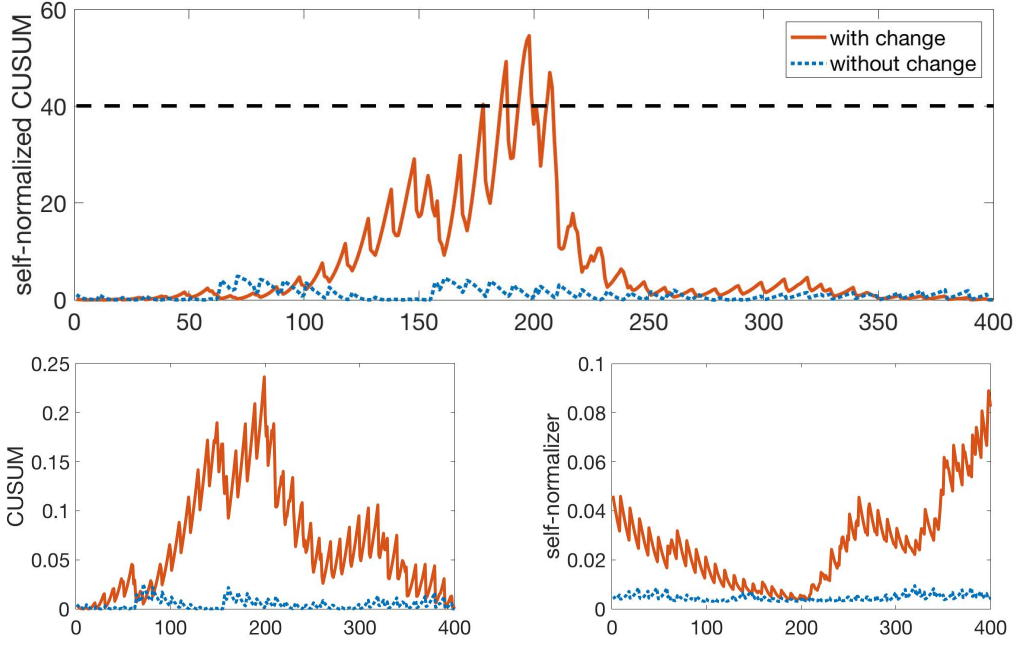 self-normalized CUSUM
60
40
20
0
with change
without change
0 50 100 150 200 250 300 350 400
CUSUM
0.25
0.2
0.15
0.1
0.05
0
0 100 200 300 400
self-normalizer
0.1
0.08
0.06
0.04
0.02
0
0 100 200 300 400